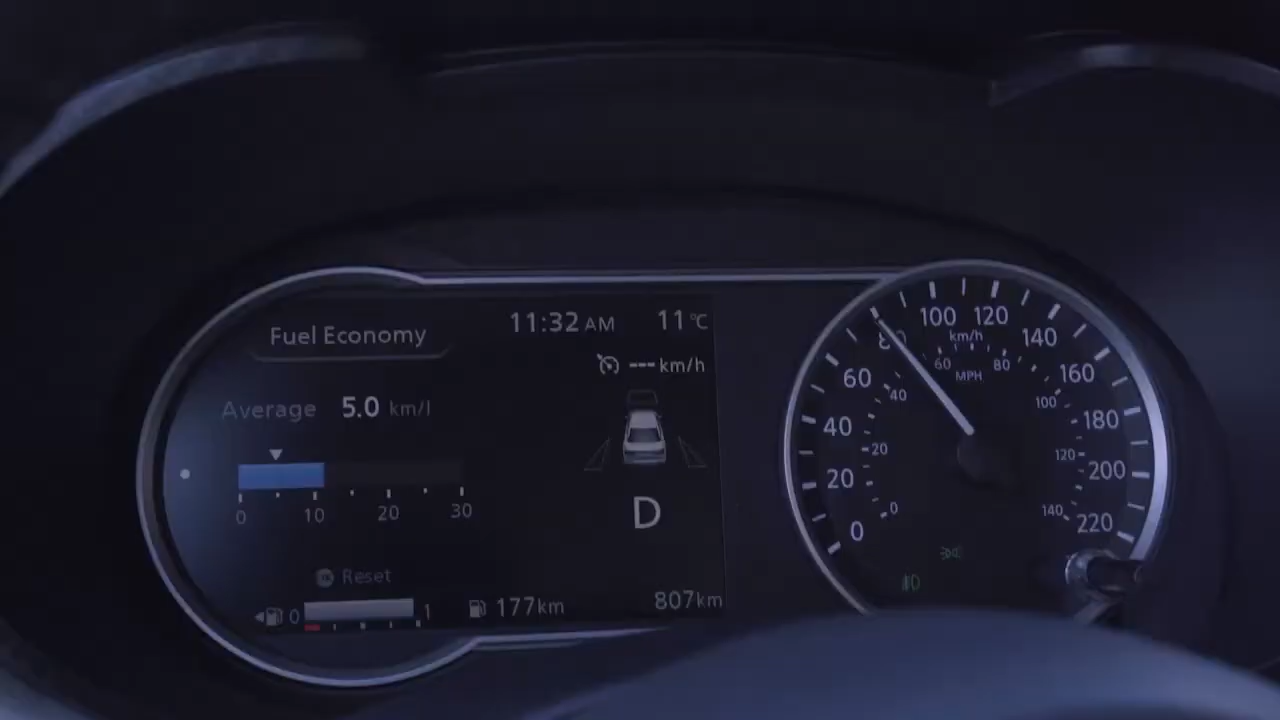 Fuel Economy
11:32 AM 11°C
--- km/h
Average 5.0 km/l
0 10 20 30
OK Reset
0 1 177km 807km
D
0 20 40 60 80 100 120 140 160 180 200 220
km/h
MPH
0 20 40 60 80 100 120 140